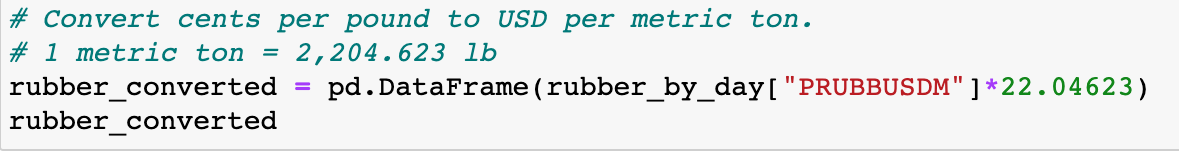 # Convert cents per pound to USD per metric ton.
# 1 metric ton = 2,204.623 lb
rubber_converted = pd.DataFrame(rubber_by_day["PRUBBUSDM"]*22.04623)
rubber_converted